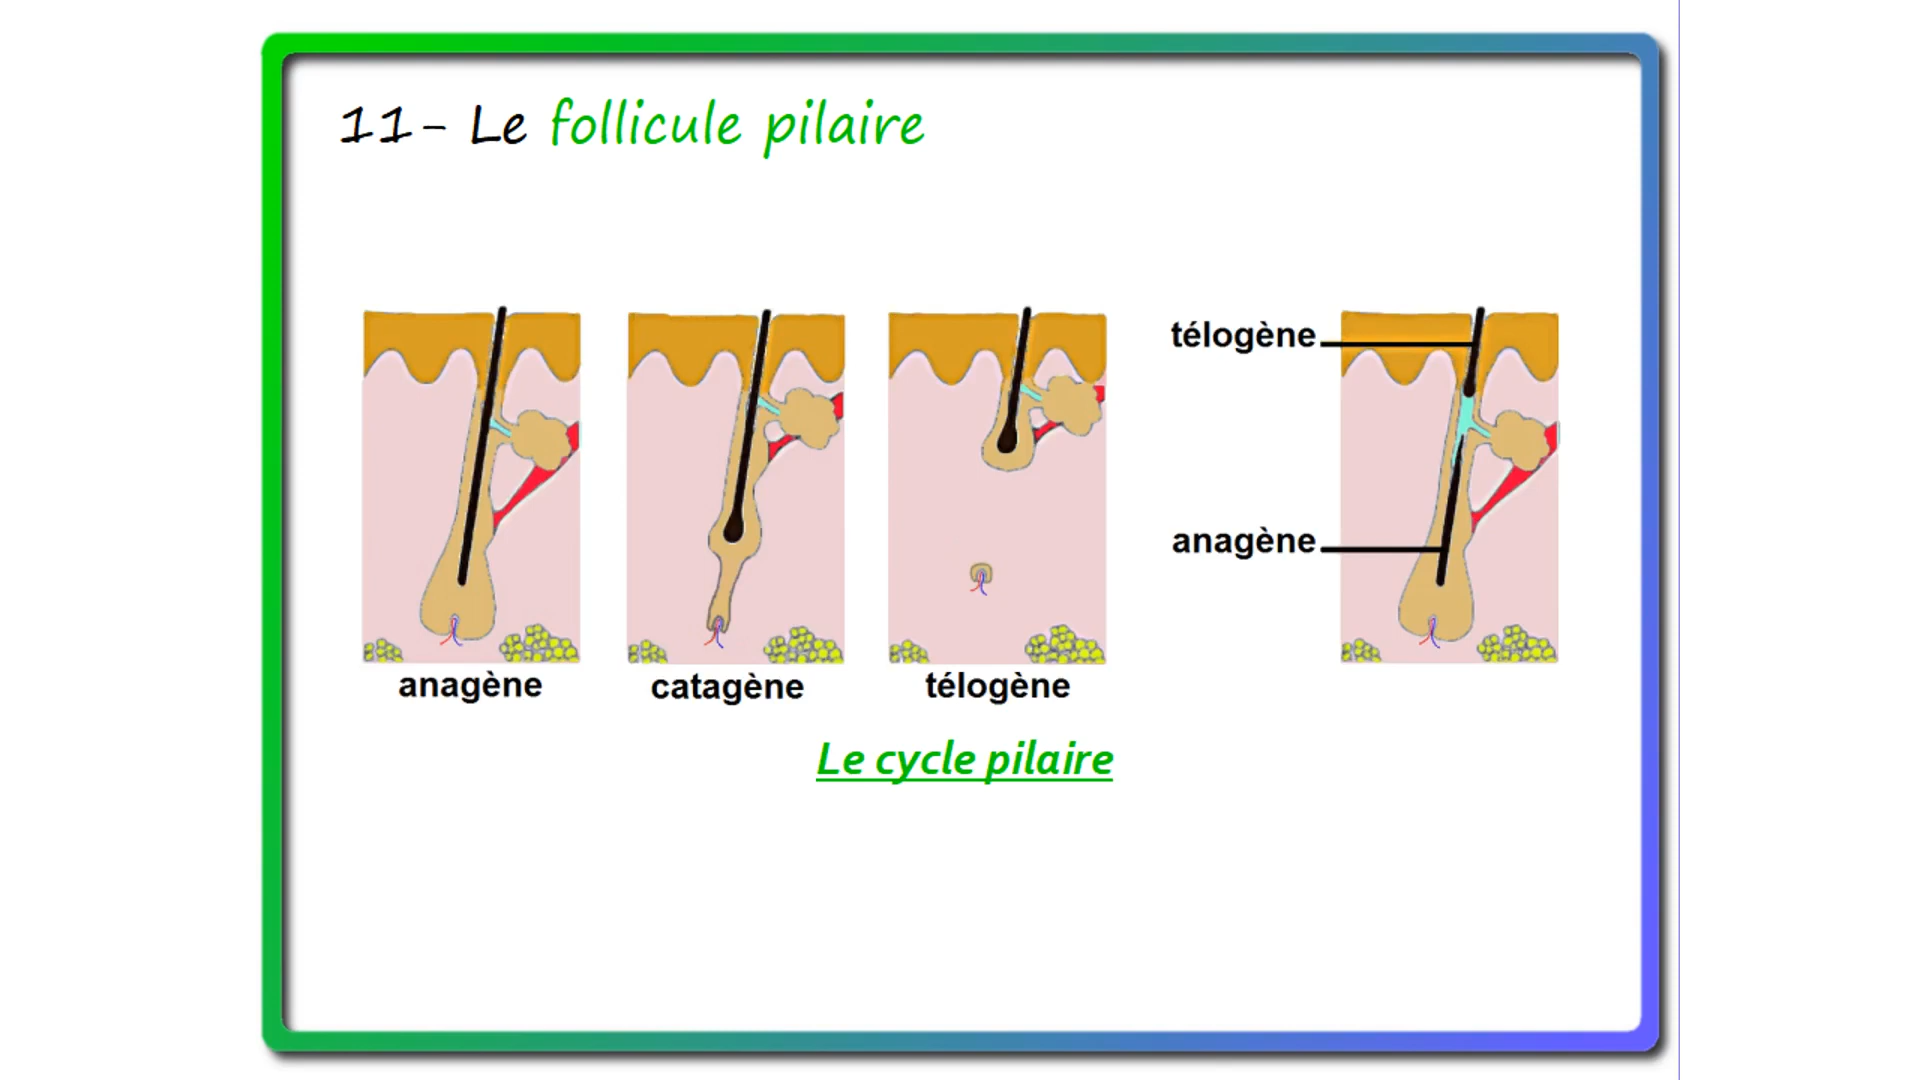 11- Le follicule pilaire
télogène
anagène
anagène
catagène
télogène
Le cycle pilaire